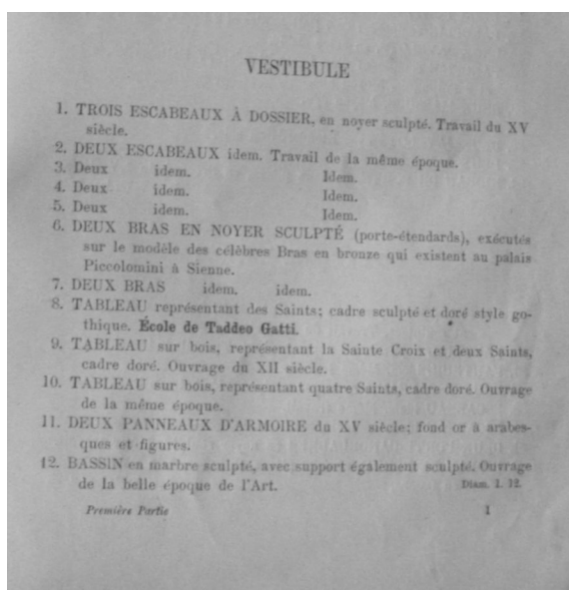 VESTIBULE
1. TROIS ESCABEAUX À DOSSIER, en noyer sculpté. Travail du XV
siècle.
2. DEUX ESCABEAUX idem. Travail de la même époque.
3. Deux idem. Idem.
4. Deux idem. Idem.
5. Deux idem. Idem.
6. DEUX BRAS EN NOYER SCULPTÉ (porte-étendards), exécutés
sur le modèle des célèbres Bras en bronze qui existent au palais
Piccolomini à Sienne.
7. DEUX BRAS idem. idem.
8. TABLEAU représentant des Saints; cadre sculpté et doré style go-
thique. École de Taddeo Gatti.
9. TABLEAU sur bois, représentant la Sainte Croix et deux Saints,
cadre doré. Ouvrage du XII siècle.
10. TABLEAU sur bois, représentant quatre Saints, cadre doré. Ouvrage
de la même époque.
11. DEUX PANNEAUX D'ARMOIRE du XV siècle; fond or à arabes-
ques et figures.
12. BASSIN en marbre sculpté, avec support également sculpté. Ouvrage
de la belle époque de l'Art. Diam. 1. 12.
Première Partie 1